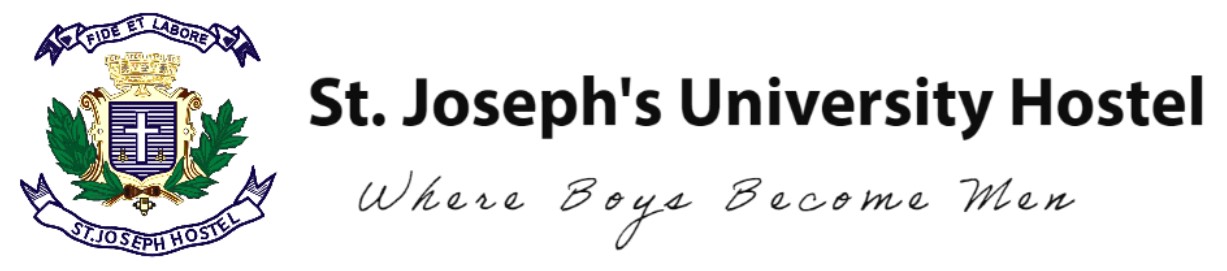 FIDE ET LABORE
ST.JOSEPH HOSTEL
St. Joseph's University Hostel
Where Boys Become Men